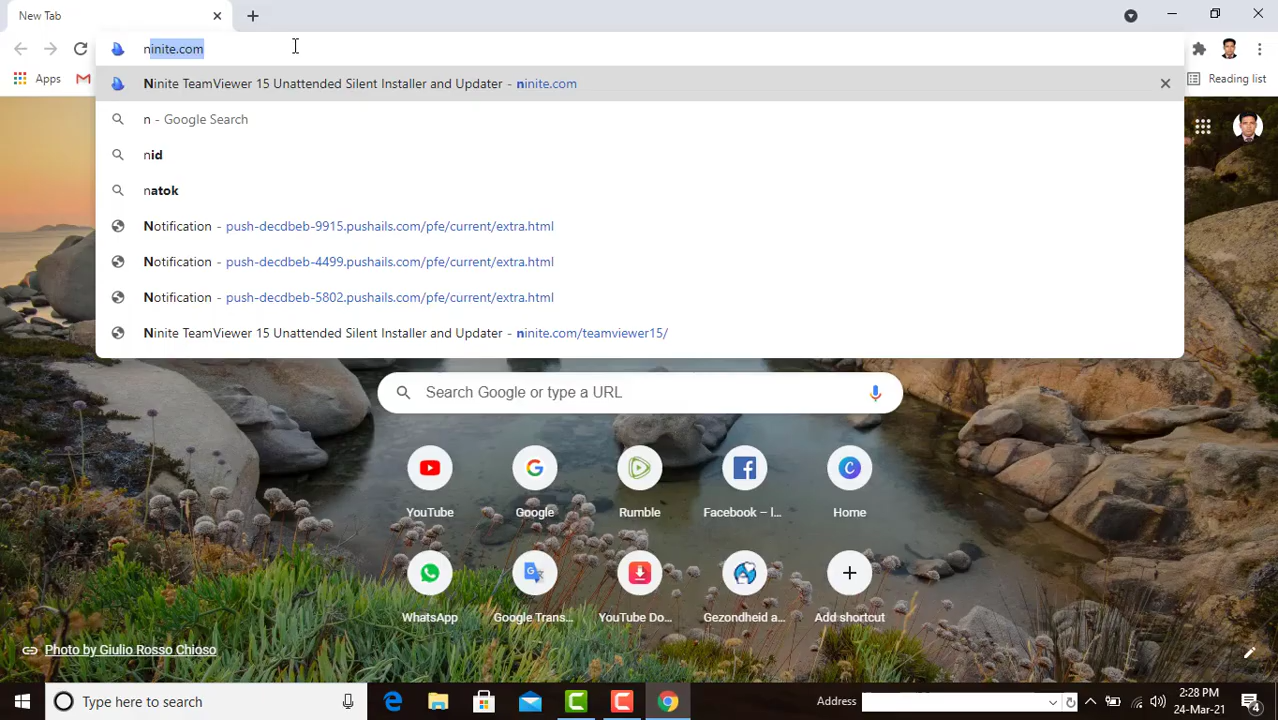 New Tab
ninite.com
Apps
Reading list
Ninite TeamViewer 15 Unattended Silent Installer and Updater - ninite.com
n - Google Search
nid
natok
Notification - push-decdbeb-9915.pushails.com/pfe/current/extra.html
Notification - push-decdbeb-4499.pushails.com/pfe/current/extra.html
Notification - push-decdbeb-5802.pushails.com/pfe/current/extra.html
Ninite TeamViewer 15 Unattended Silent Installer and Updater - ninite.com/teamviewer15/
Search Google or type a URL
YouTube
Google
Rumble
Facebook – l...
Home
WhatsApp
Google Trans...
YouTube Do...
Gezondheid a...
Add shortcut
Photo by Giulio Rosso Chioso
Type here to search
Address
2:28 PM
24-Mar-21
4